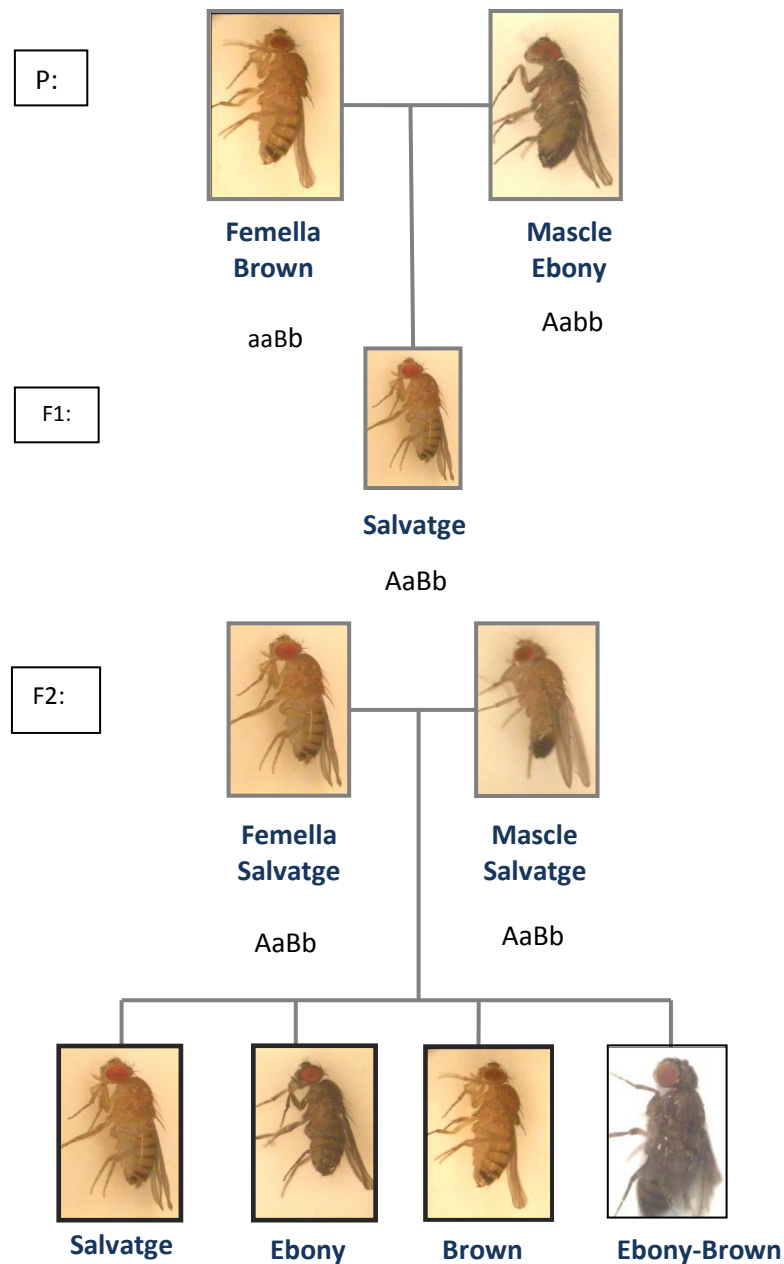 P:
Femella
Brown
Mascle
Ebony
aaBb
Aabb
F1:
Salvatge
AaBb
F2:
Femella
Salvatge
Mascle
Salvatge
AaBb
AaBb
Salvatge
Ebony
Brown
Ebony-Brown